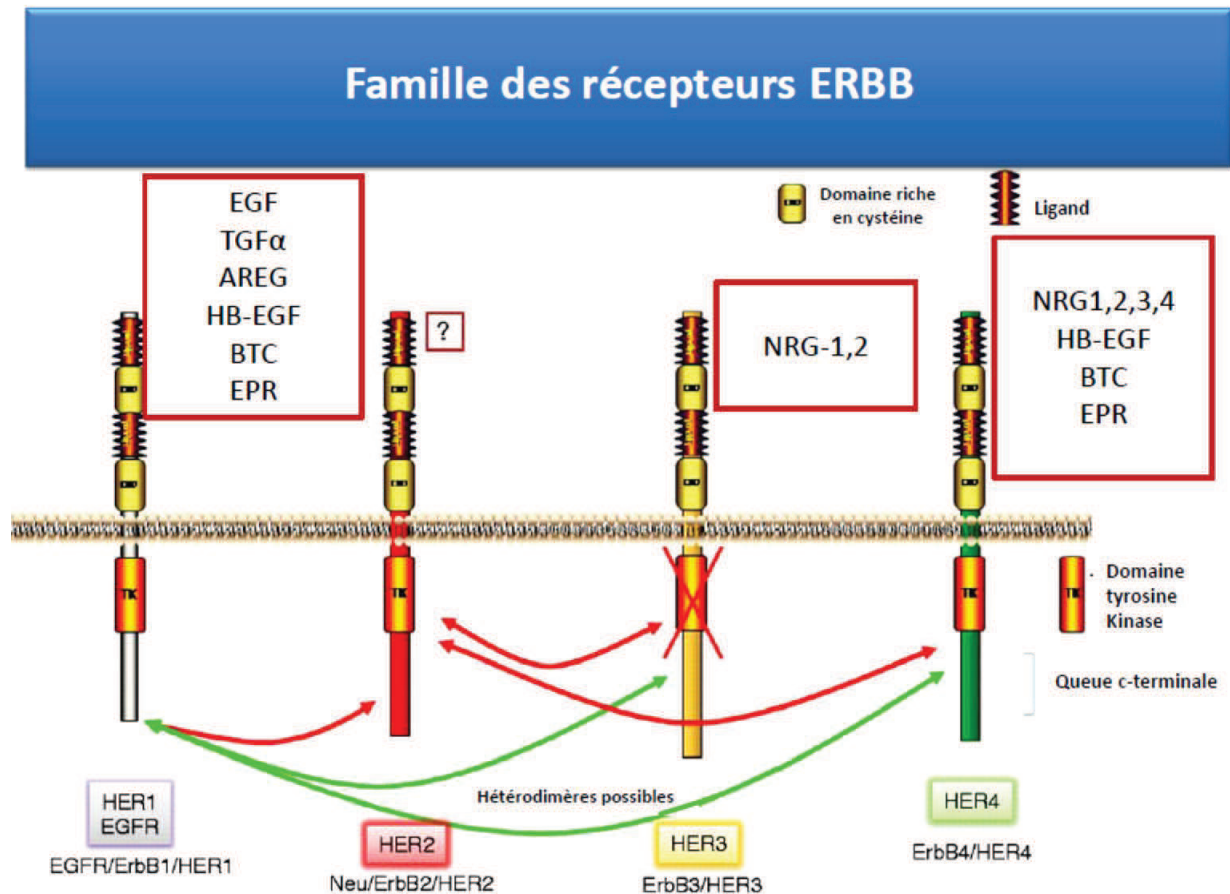 Famille des récepteurs ERBB
EGF
TGFα
AREG
HB-EGF
BTC
EPR
?
Domaine riche
en cystéine
Ligand
NRG-1,2
NRG1,2,3,4
HB-EGF
BTC
EPR
TK
TK
TK
TK
. Domaine
tyrosine
Kinase
Queue c-terminale
Hétérodimères possibles
HER1
EGFR
EGFR/ErbB1/HER1
HER2
Neu/ErbB2/HER2
HER3
ErbB3/HER3
HER4
ErbB4/HER4